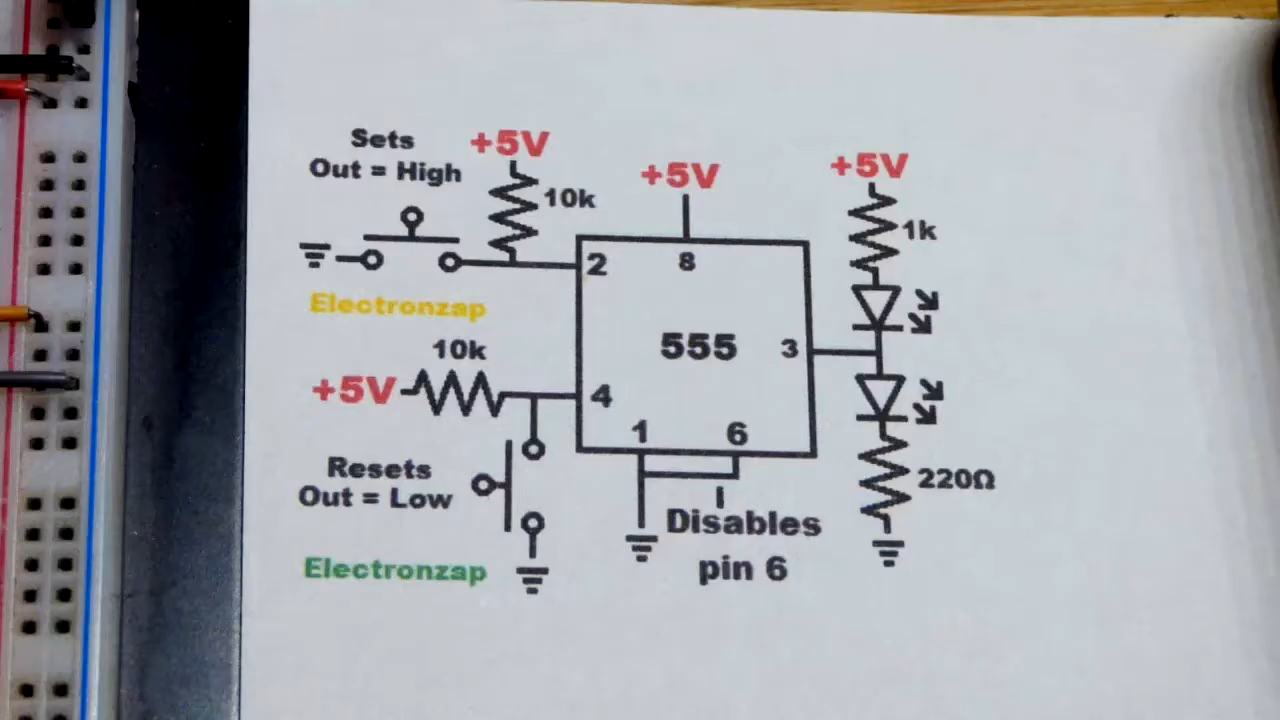 Sets
Out = High
+5V
10k
+5V
+5V
1k
2
8
Electronzap
555
3
10k
+5V
4
1
6
Resets
Out = Low
220Ω
Disables
pin 6
Electronzap